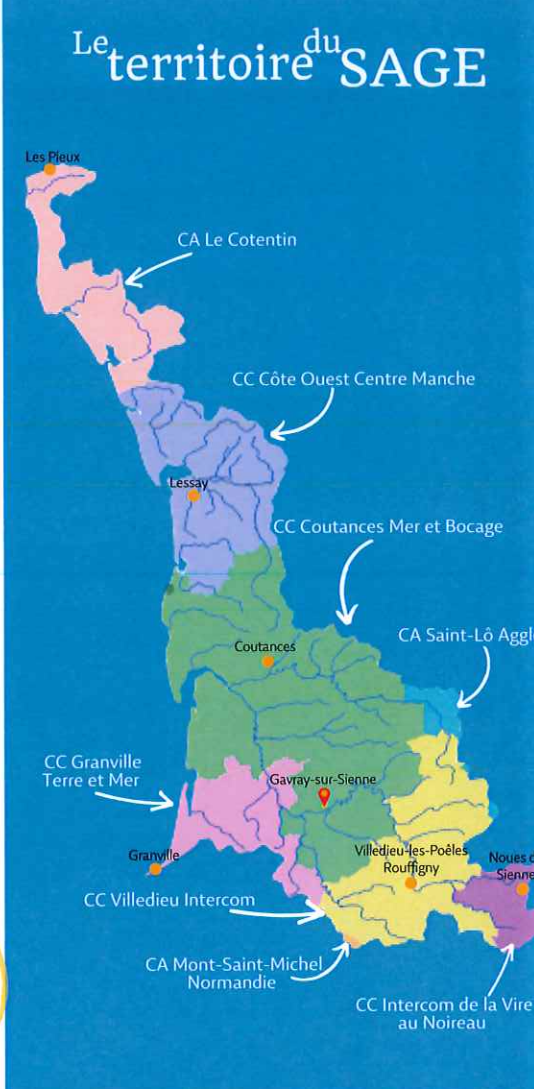 Le territoire du SAGE
Les Pieux
CA Le Cotentin
CC Côte Ouest Centre Manche
Lessay
CC Coutances Mer et Bocage
Coutances
CA Saint-Lô Aggl
CC Granville
Terre et Mer
Gavray-sur-Sienne
Granville
Villedieu-les-Poêles
Rouffigny
Noues d
Sienne
CC Villedieu Intercom
CA Mont-Saint-Michel
Normandie
CC Intercom de la Vire
au Noireau